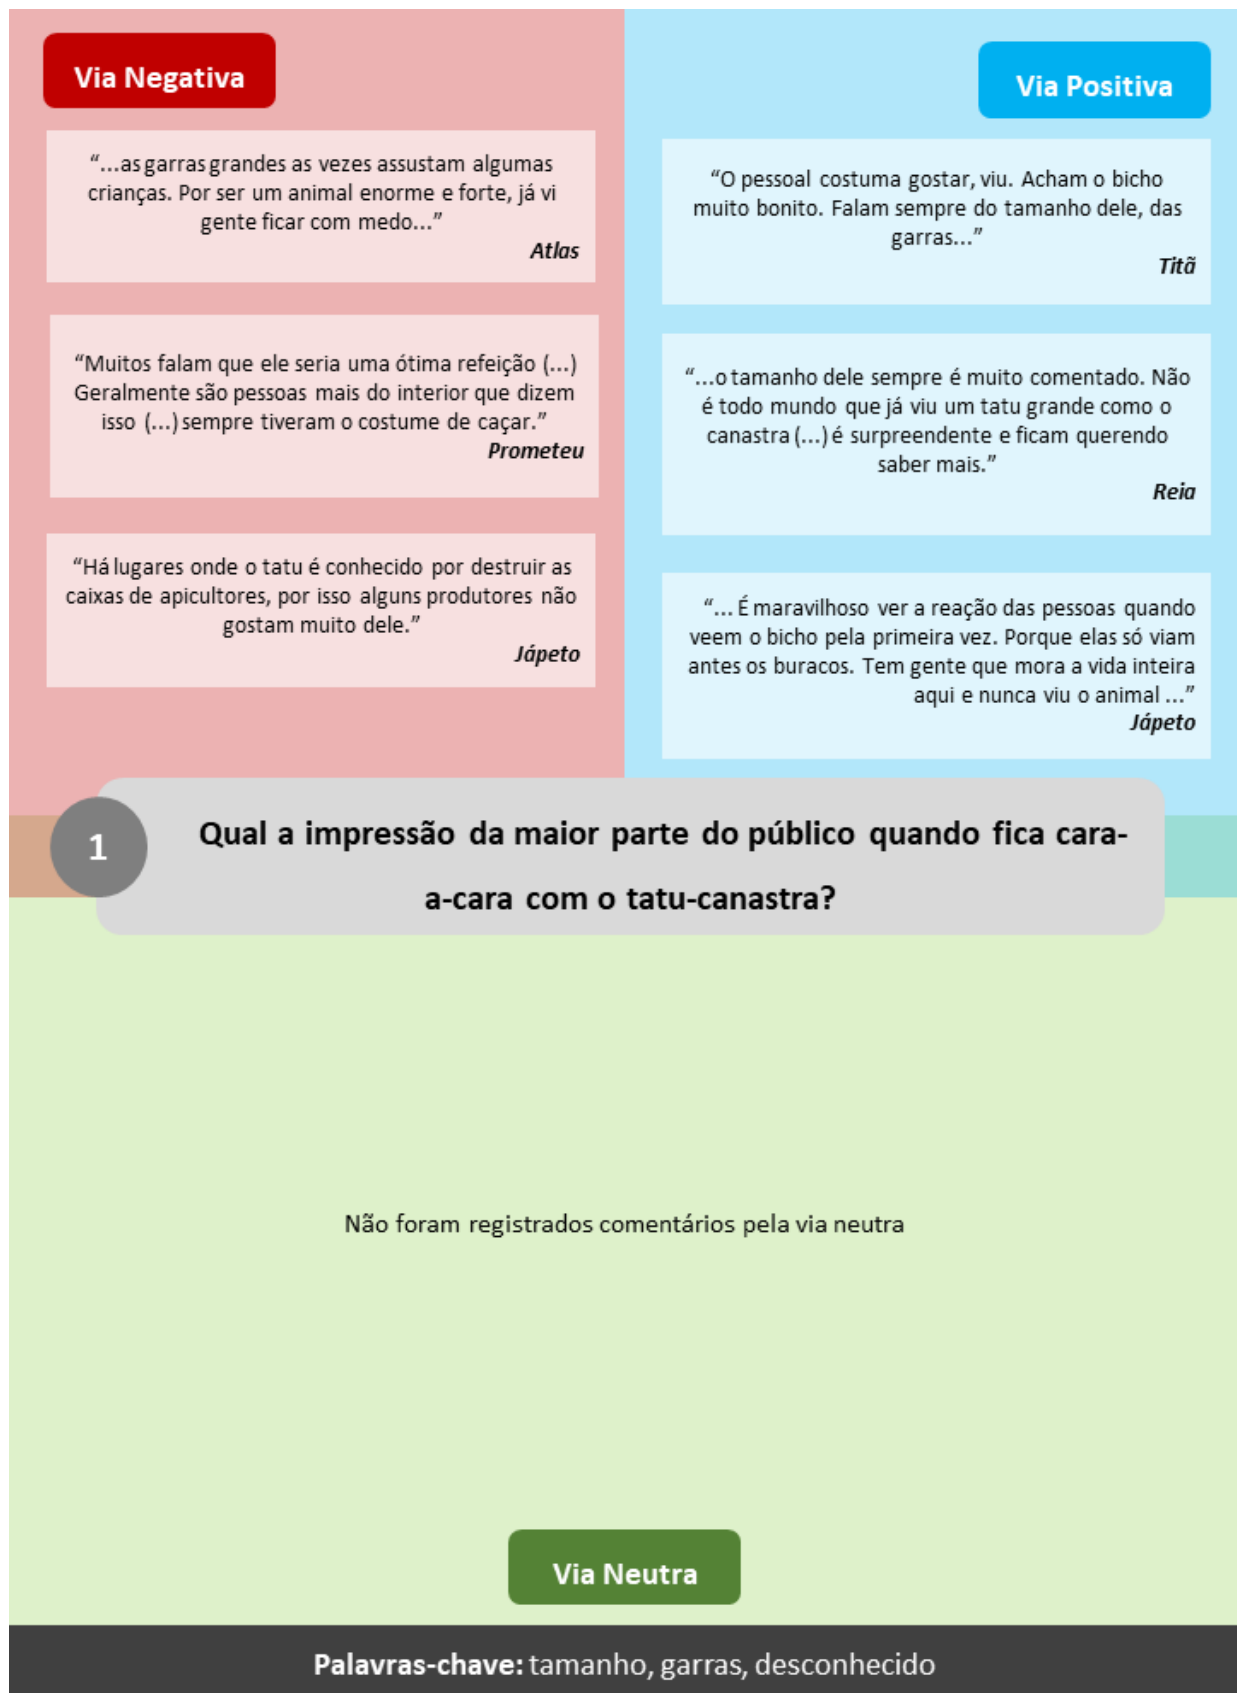 Via Negativa
“...as garras grandes as vezes assustam algumas
crianças. Por ser um animal enorme e forte, já vi
gente ficar com medo...”
Atlas
“Muitos falam que ele seria uma ótima refeição (...)
Geralmente são pessoas mais do interior que dizem
isso (...) sempre tiveram o costume de caçar.”
Prometeu
“Há lugares onde o tatu é conhecido por destruir as
caixas de apicultores, por isso alguns produtores não
gostam muito dele.”
Jápeto
Via Positiva
“O pessoal costuma gostar, viu. Acham o bicho
muito bonito. Falam sempre do tamanho dele, das
garras...”
Titã
“...o tamanho dele sempre é muito comentado. Não
é todo mundo que já viu um tatu grande como o
canastra (...) é surpreendente e ficam querendo
saber mais.”
Reia
“... É maravilhoso ver a reação das pessoas quando
veem o bicho pela primeira vez. Porque elas só viam
antes os buracos. Tem gente que mora a vida inteira
aqui e nunca viu o animal ...”
Jápeto
1
Qual a impressão da maior parte do público quando fica cara-
a-cara com o tatu-canastra?
Não foram registrados comentários pela via neutra
Via Neutra
Palavras-chave: tamanho, garras, desconhecido